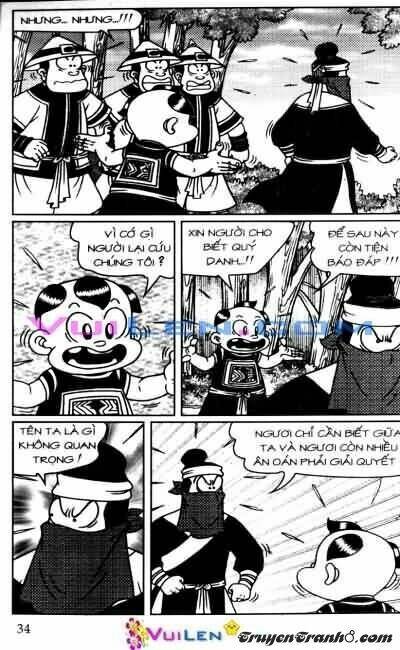 NHƯNG... NHƯNG...!!!
VÌ CỚ GÌ
NGƯỜI LẠI CỨU
CHÚNG TÔI ?
XIN NGƯỜI CHO
BIẾT QUÝ
DANH...!!
ĐỂ SAU NÀY
CÒN TIỆN
BÁO ĐÁP !!!
VUILEN.COM
TÊN TA LÀ GÌ
KHÔNG QUAN
TRỌNG !
NGƯƠI CHỈ CẦN BIẾT GIỮA
TA VÀ NGƯƠI CÒN NHIỀU
ÂN OÁN PHẢI GIẢI QUYẾT
34
VUILEN
TruyenTranh8.com